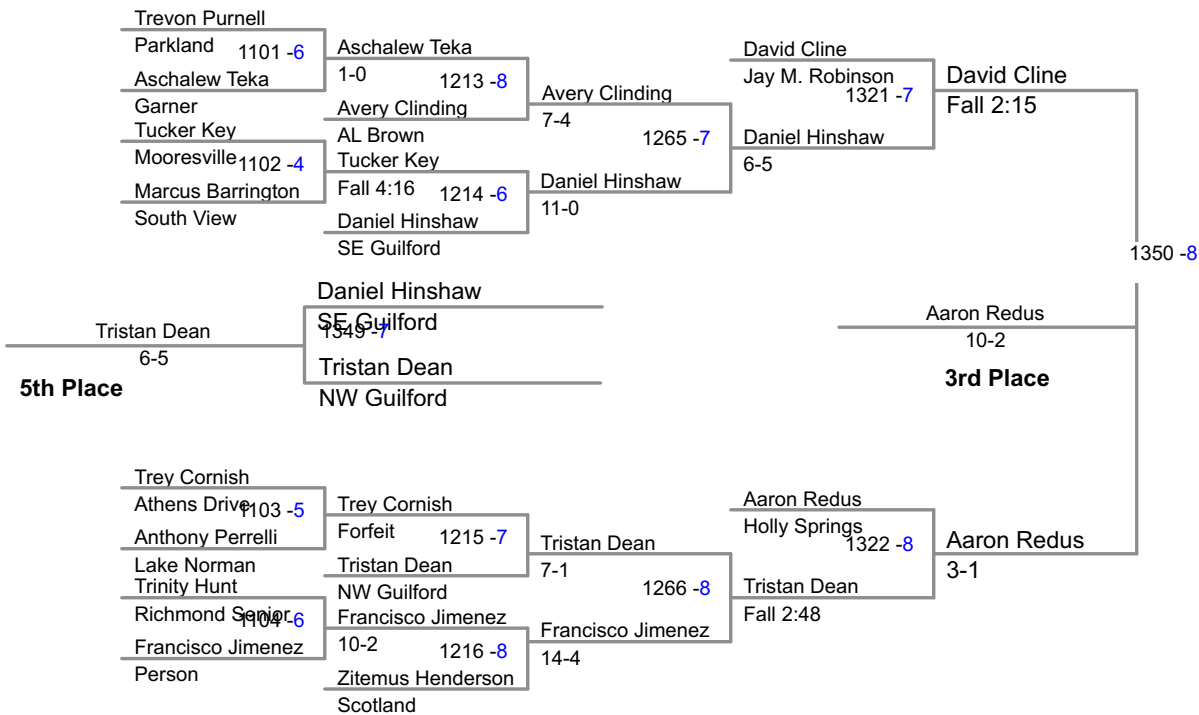 Trevon Purnell
Parkland
1101 -6
Aschalew Teka
Garner
Tucker Key
Mooresville
1102 -4
Marcus Barrington
South View
Aschalew Teka
1-0
1213 -8
Avery Clinding
AL Brown
Tucker Key
Fall 4:16
1214 -6
Daniel Hinshaw
SE Guilford
Avery Clinding
7-4
1265 -7
Daniel Hinshaw
11-0
David Cline
Jay M. Robinson
1321 -7
Daniel Hinshaw
6-5
David Cline
Fall 2:15
1350 -8
Daniel Hinshaw
SE Guilford
1349 -7
Tristan Dean
NW Guilford
Tristan Dean
6-5
5th Place
Aaron Redus
10-2
3rd Place
Trey Cornish
Athens Drive
1103 -5
Anthony Perrelli
Lake Norman
Trinity Hunt
Richmond Senior
1104 -6
Francisco Jimenez
Person
Trey Cornish
Forfeit
1215 -7
Tristan Dean
NW Guilford
Francisco Jimenez
10-2
1216 -8
Zitemus Henderson
Scotland
Tristan Dean
7-1
1266 -8
Francisco Jimenez
14-4
Aaron Redus
Holly Springs
1322 -8
Tristan Dean
Fall 2:48
Aaron Redus
3-1